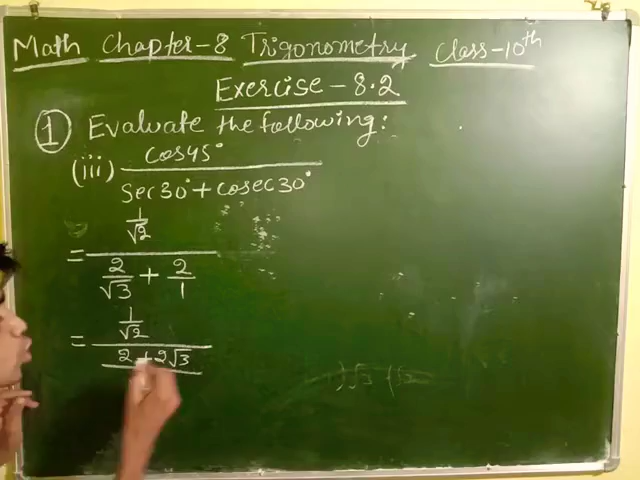 Math Chapter-8 Trigonometry Class-10th
Exercise-8.2
① Evaluate the following:
(iii) cos45°
Sec30°+cosec30°
= 1/√2
2/√3 + 2/1
= 1/√2
2+2√3